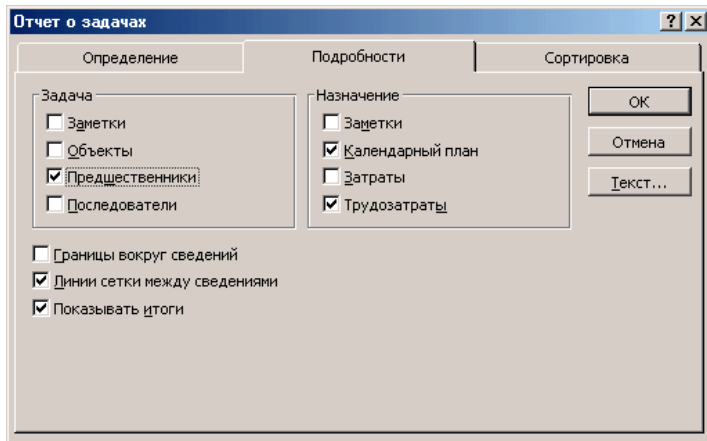 Отчет о задачах
Определение
Подробности
Сортировка
Задача
Заметки
Объекты
Предшественники
Последователи
Назначение
Заметки
Календарный план
Затраты
Трудозатраты
Границы вокруг сведений
Линии сетки между сведениями
Показывать итоги
ОК
Отмена
Текст...